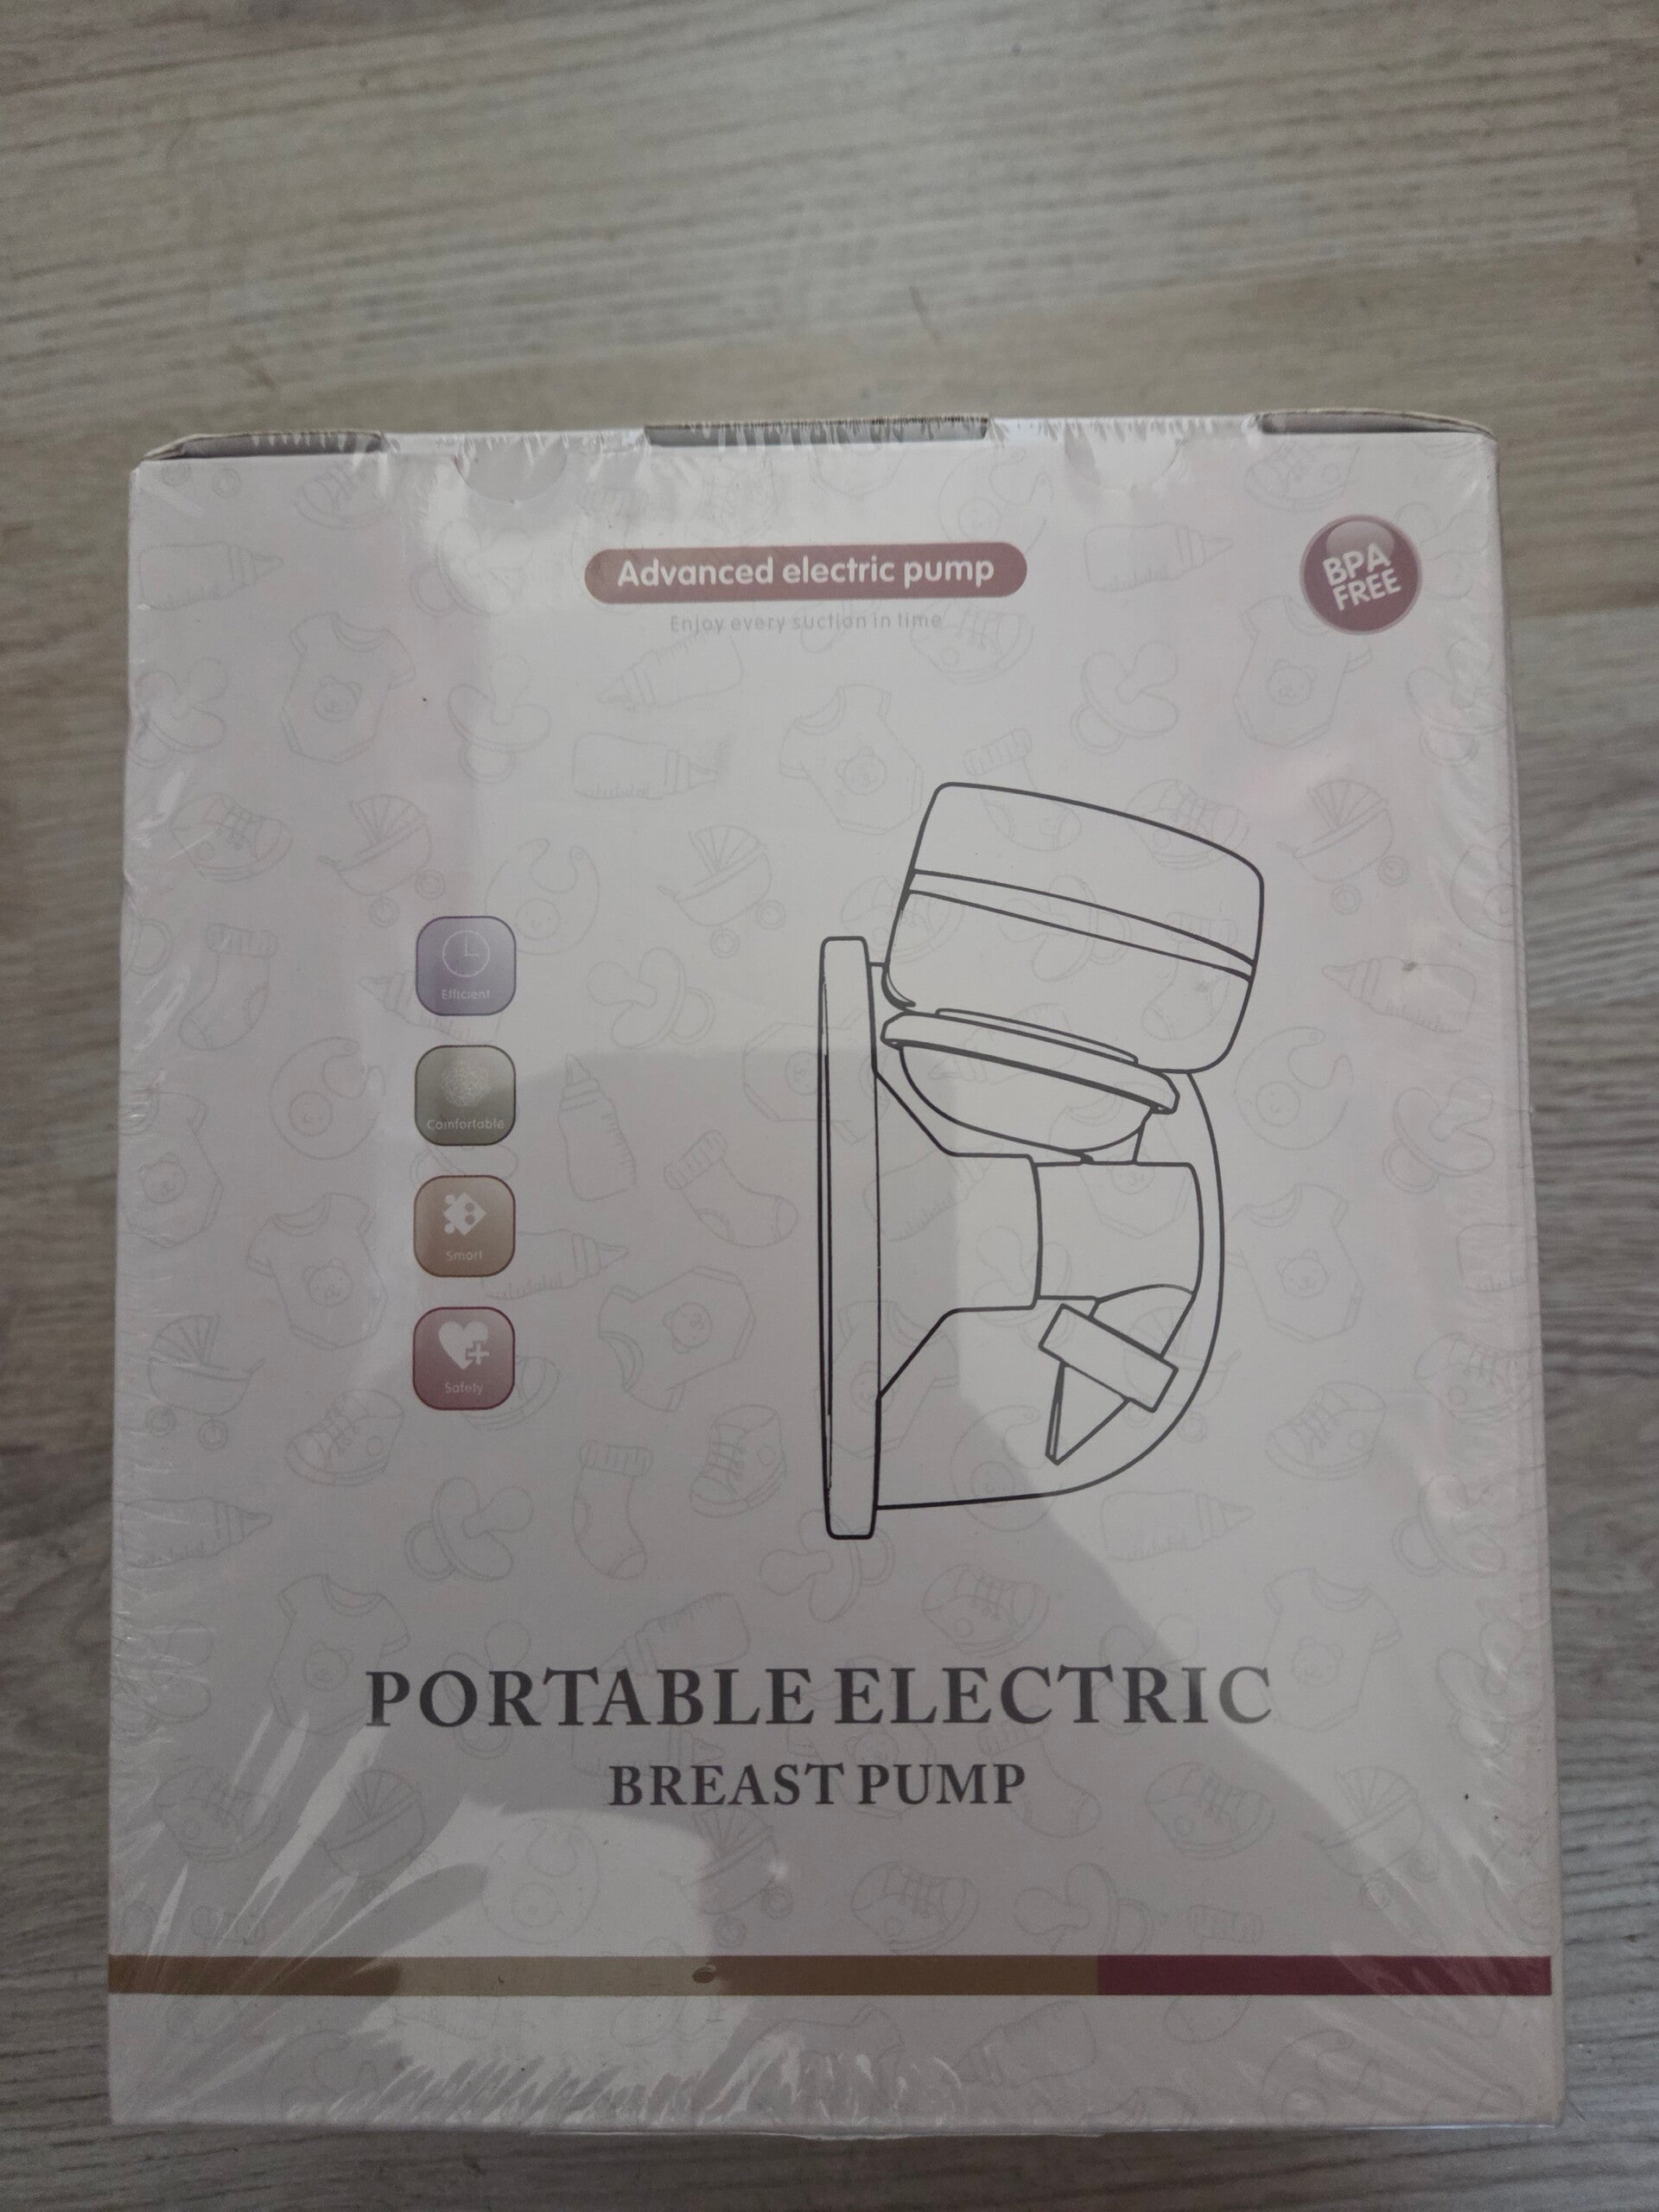 Advanced electric pump
Enjoy every suction in time
BPA
FREE
Efficient
Comfortable
Smart
Safety
PORTABLE ELECTRIC
BREAST PUMP